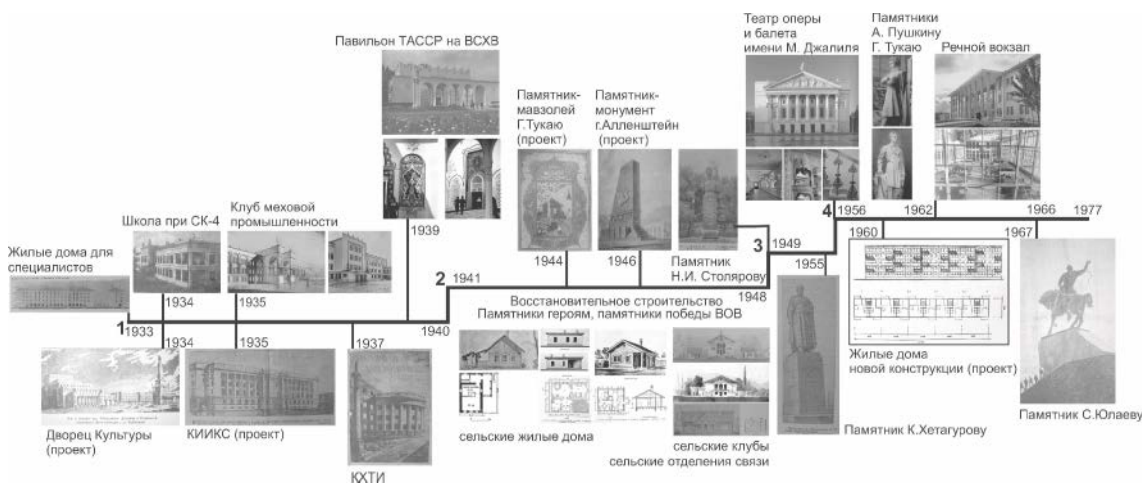 Театр оперы
и балета
имени М. Джалиля
Памятники
А. Пушкину
Г. Тукаю
Речной вокзал
Павильон ТАССР на ВСХВ
Памятник-
мавзолей
Г.Тукаю
(проект)
Памятник-
монумент
г.Алленштейн
(проект)
Школа при СК-4
Клуб меховой
промышленности
Жилые дома для
специалистов
1934
1935
1939
1944
1946
Памятник
Н.И. Столярову
4
1956
1962
1966
1977
1960
1967
3
1949
1955
1948
2
1941
Восстановительное строительство
Памятники героям, памятники победы ВОВ
1
1933
1934
1935
1937
1940
Дворец Культуры
(проект)
КИИКС (проект)
КХТИ
сельские жилые дома
сельские клубы
сельские отделения связи
Памятник К.Хетагурову
Жилые дома
новой конструкции (проект)
Памятник С.Юлаеву